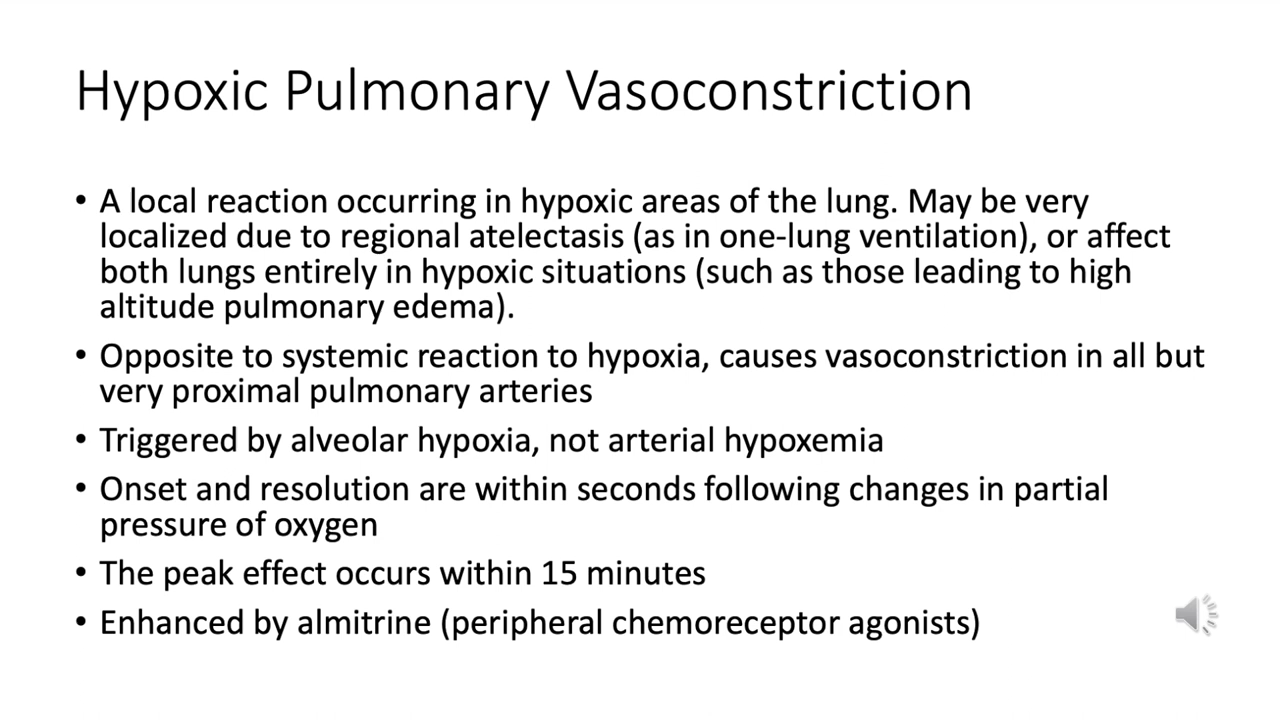 Hypoxic Pulmonary Vasoconstriction
• A local reaction occurring in hypoxic areas of the lung. May be very
localized due to regional atelectasis (as in one-lung ventilation), or affect
both lungs entirely in hypoxic situations (such as those leading to high
altitude pulmonary edema).
• Opposite to systemic reaction to hypoxia, causes vasoconstriction in all but
very proximal pulmonary arteries
• Triggered by alveolar hypoxia, not arterial hypoxemia
• Onset and resolution are within seconds following changes in partial
pressure of oxygen
• The peak effect occurs within 15 minutes
• Enhanced by almitrine (peripheral chemoreceptor agonists)